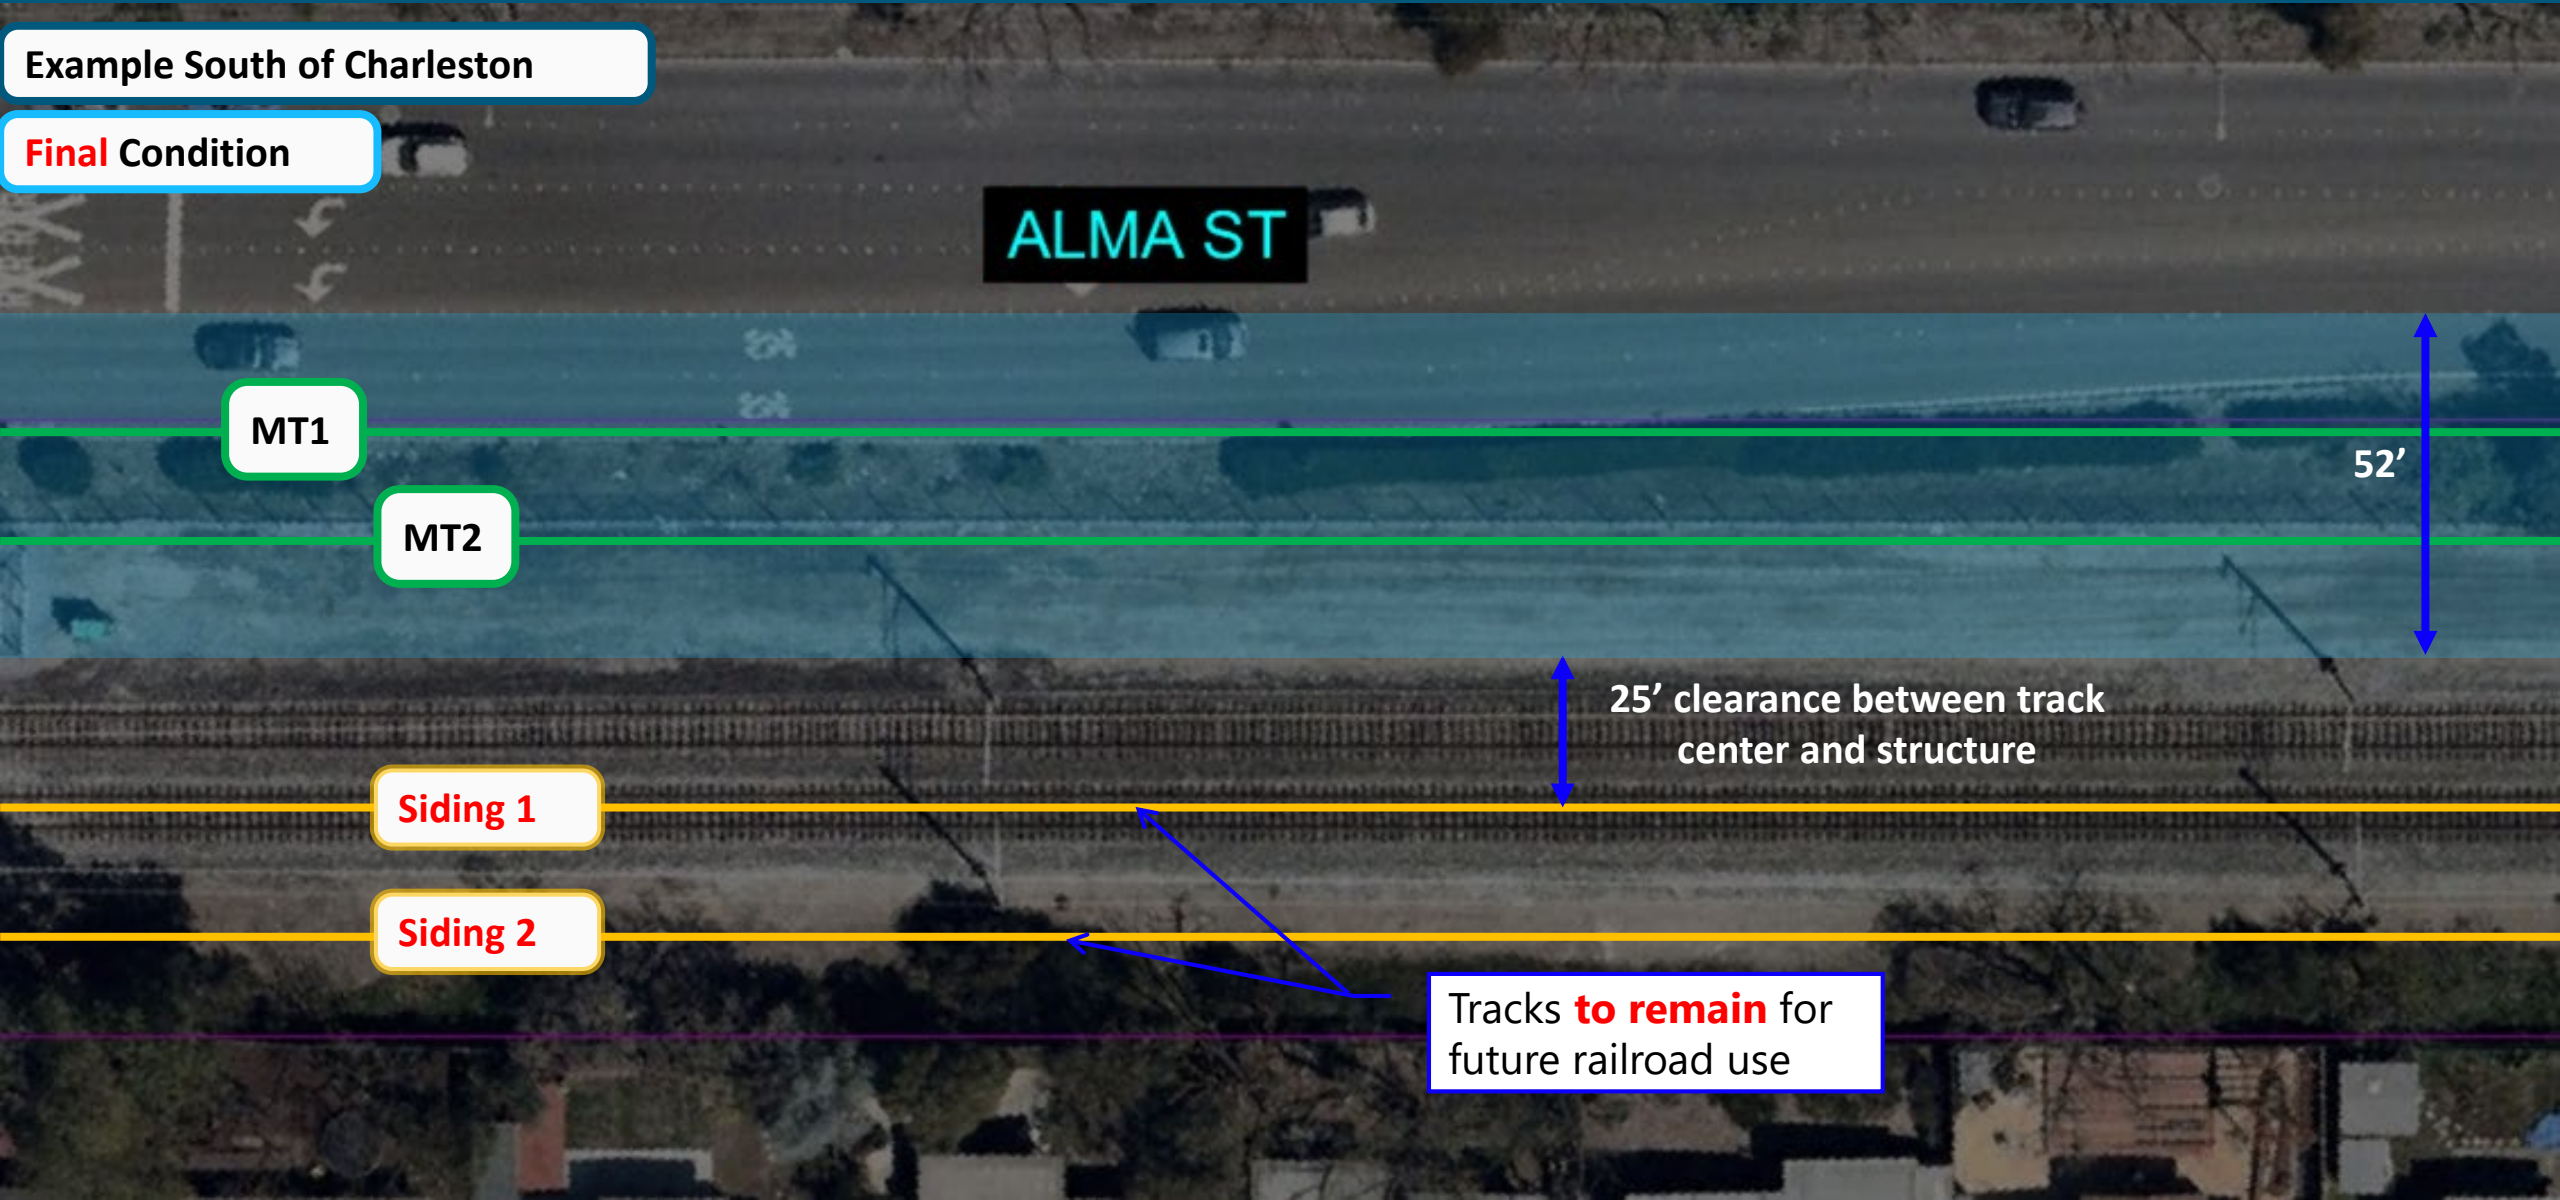 Example South of Charleston
Final Condition
ALMA ST
MT1
52’
MT2
25’ clearance between track
center and structure
Siding 1
Siding 2
Tracks to remain for
future railroad use